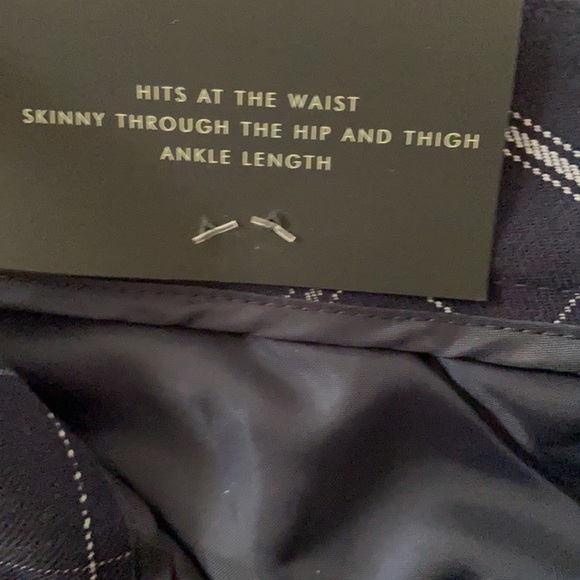 HITS AT THE WAIST
SKINNY THROUGH THE HIP AND THIGH
ANKLE LENGTH